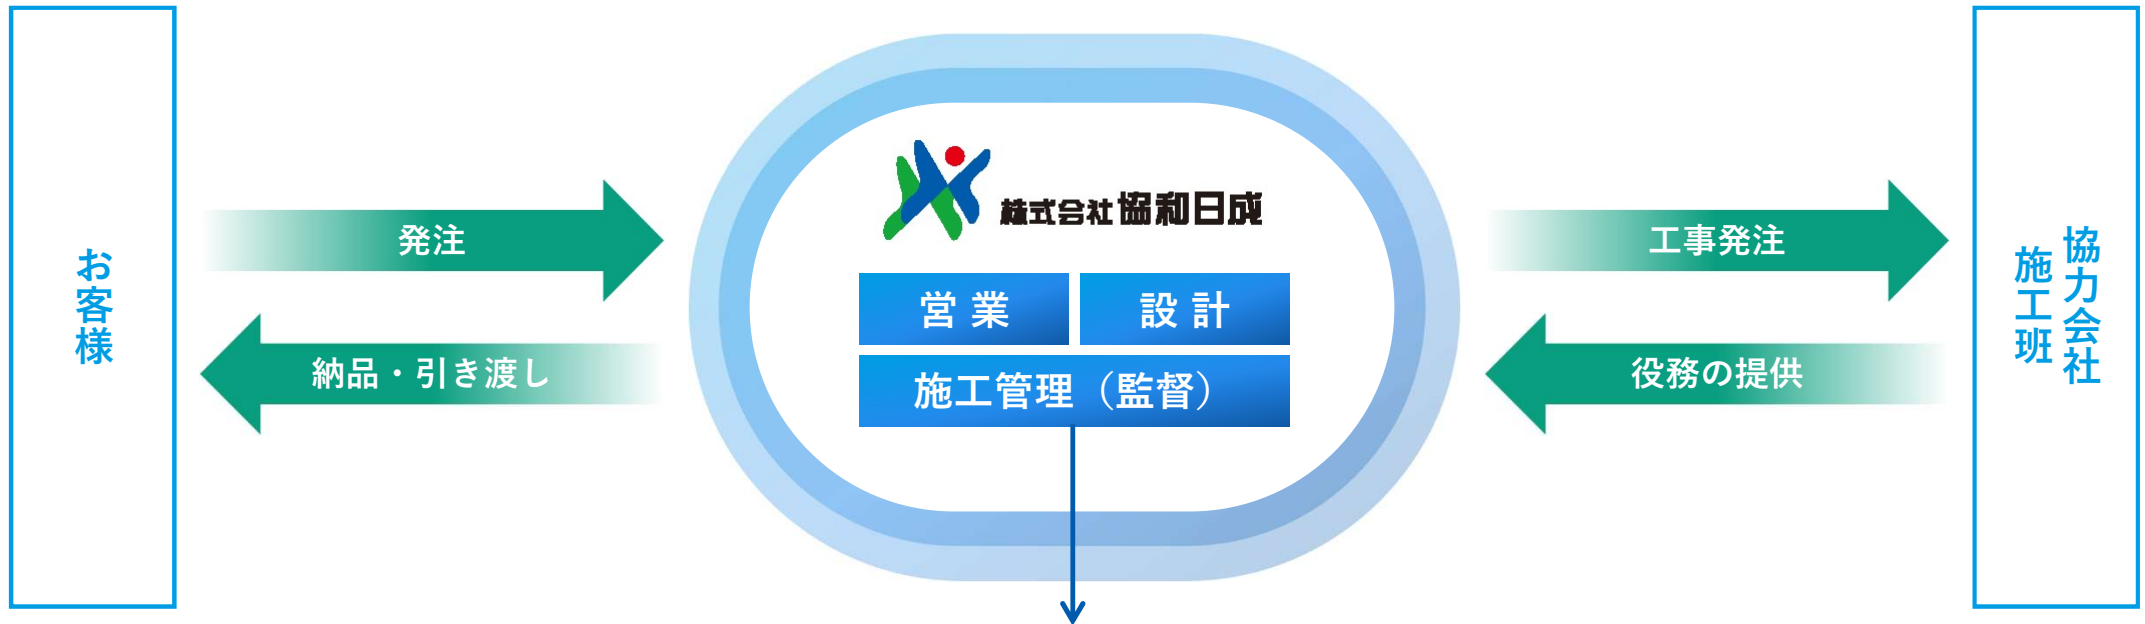 お客様
発注
納品・引き渡し
株式会社協和日成
営業
設計
施工管理（監督）
工事発注
役務の提供
協力会社
施工班